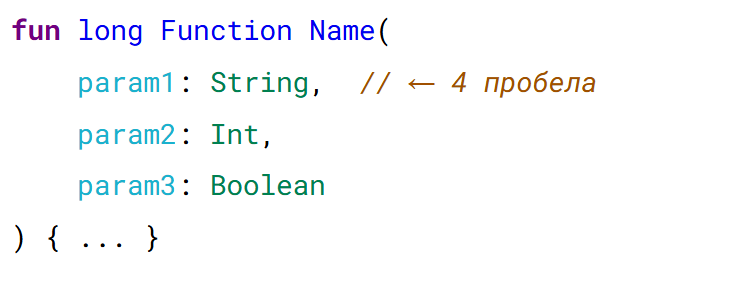 fun long Function Name(
    param1: String,  // ← 4 пробела
    param2: Int,
    param3: Boolean
) { ... }